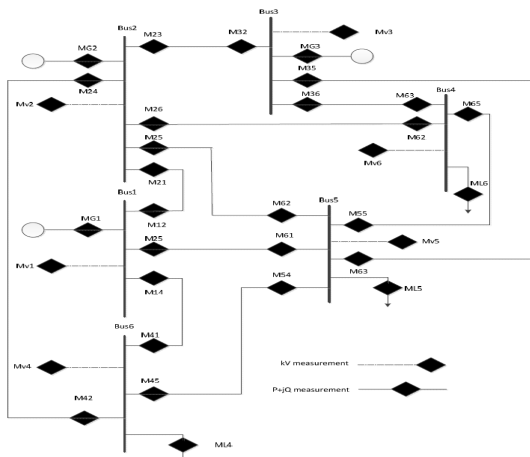 Bus3
Bus2
M23
M32
Mv3
MG2
MG3
M24
M35
M36
M63
Bus4
M65
Mv2
M26
M62
M25
Mv6
M21
ML6
Bus1
Bus5
M62
M55
MG1
M12
M25
M61
Mv5
Mv1
M63
M14
M54
ML5
Bus6
M41
Mv4
kV measurement
M45
P+jQ measurement
M42
ML4